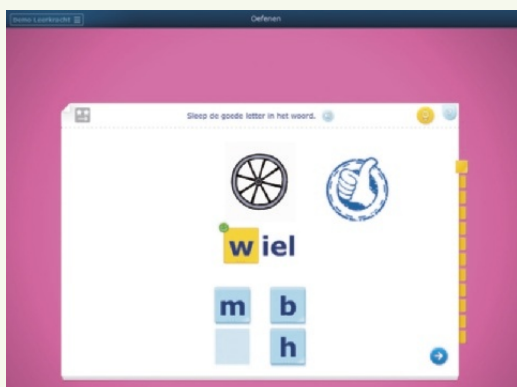 Demo Leerkracht
Oefenen
Sleep de goede letter in het woord.
wiel
m b
h